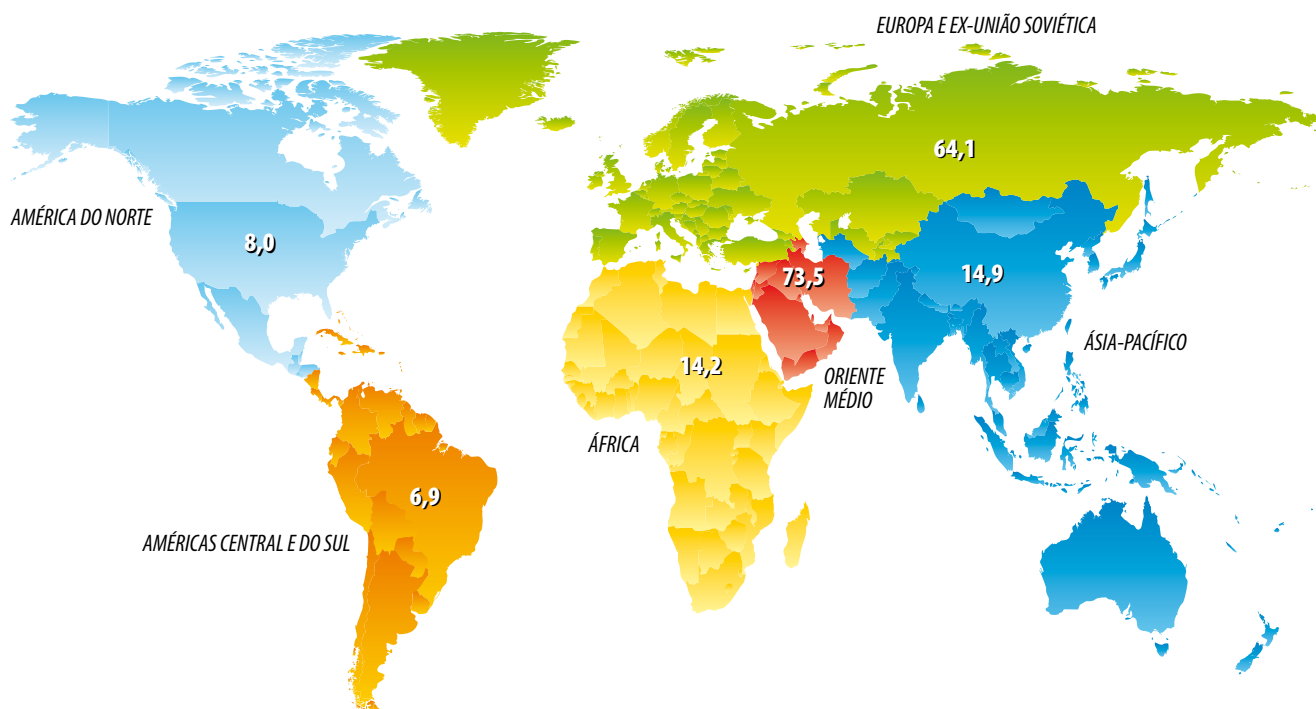 EUROPA E EX-UNIÃO SOVIÉTICA
64,1
AMÉRICA DO NORTE
8,0
73,5
14,9
ÁSIA-PACÍFICO
14,2
ORIENTE
MÉDIO
ÁFRICA
6,9
AMÉRICAS CENTRAL E DO SUL